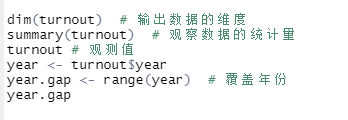 dim(turnout)  # 输出数据的维度
summary(turnout)  # 观察数据的统计量
turnout # 观测值
year <- turnout$year
year.gap <- range(year)  # 覆盖年份
year.gap